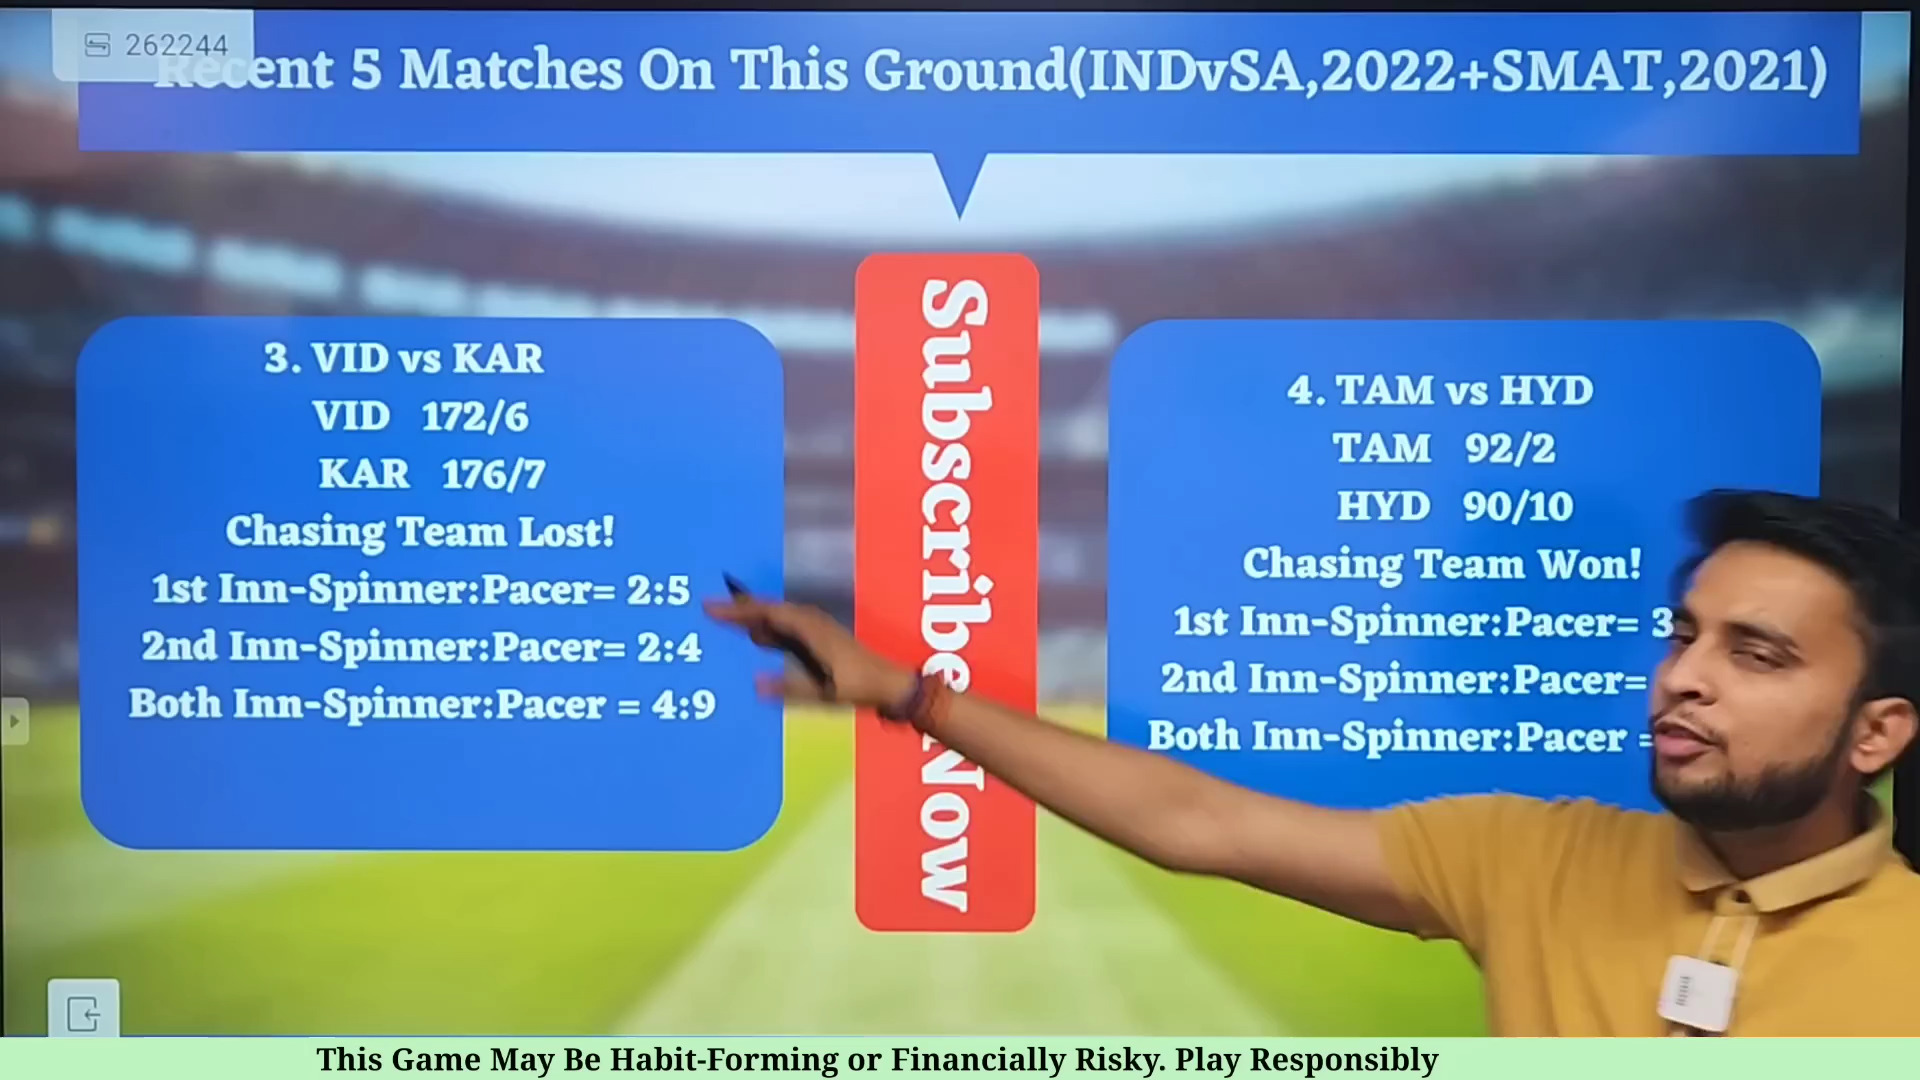 262244
Recent 5 Matches On This Ground(INDvSA,2022+SMAT,2021)
3. VID vs KAR
VID 172/6
KAR 176/7
Chasing Team Lost!
1st Inn-Spinner:Pacer= 2:5
2nd Inn-Spinner:Pacer= 2:4
Both Inn-Spinner:Pacer = 4:9
Subscribe Now
4. TAM vs HYD
TAM 92/2
HYD 90/10
Chasing Team Won!
1st Inn-Spinner:Pacer= 3
2nd Inn-Spinner:Pacer=
Both Inn-Spinner:Pacer =
This Game May Be Habit-Forming or Financially Risky. Play Responsibly